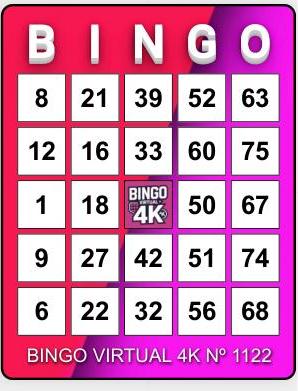 BINGO
8 21 39 52 63
12 16 33 60 75
1 18 BINGO VIRTUAL 4K 50 67
9 27 42 51 74
6 22 32 56 68
BINGO VIRTUAL 4K Nº 1122